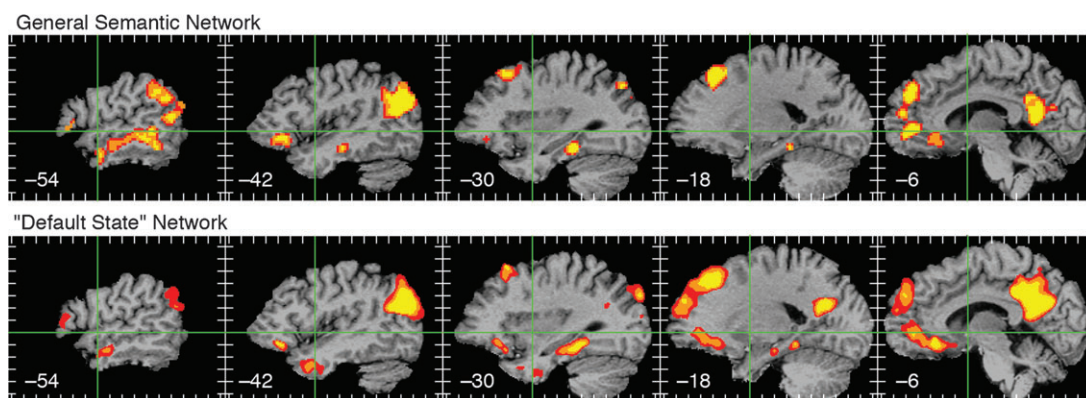 General Semantic Network
–54 –42 –30 –18 –6
"Default State" Network
–54 –42 –30 –18 –6